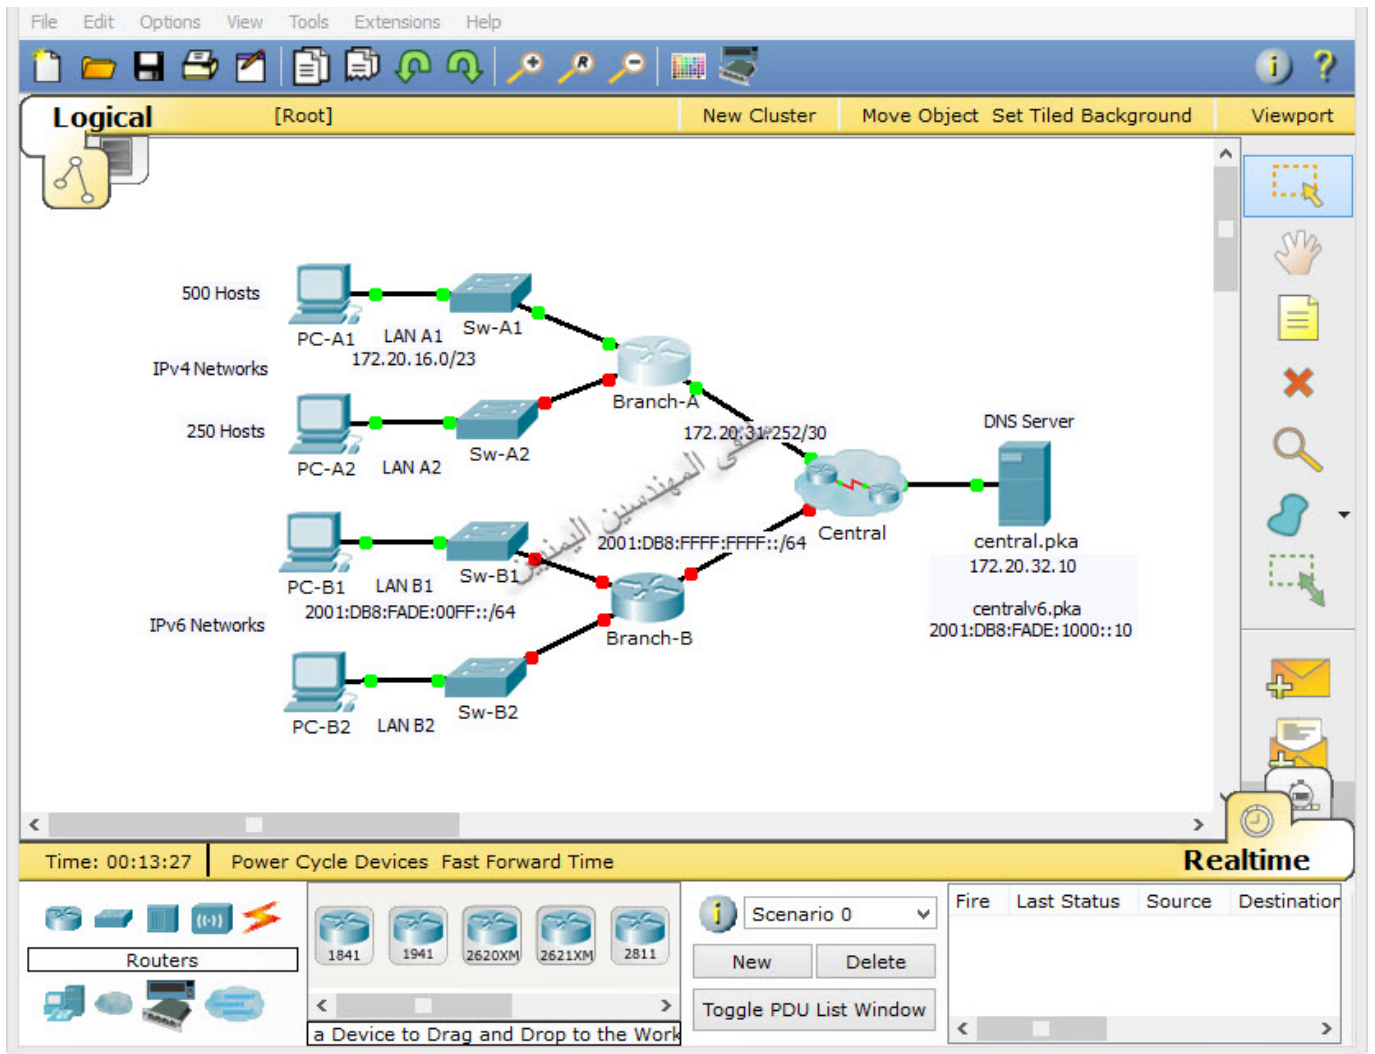 File Edit Options View Tools Extensions Help
Logical [Root] New Cluster Move Object Set Tiled Background Viewport
500 Hosts
PC-A1
LAN A1
172.20.16.0/23
Sw-A1
IPv4 Networks
Branch-A
250 Hosts
PC-A2
LAN A2
Sw-A2
172.20.31.252/30
DNS Server
ملتقى المهندسين اليمنيين
Central
central.pka
172.20.32.10
centralv6.pka
2001:DB8:FADE:1000::10
2001:DB8:FFFF:FFFF::/64
PC-B1
LAN B1
Sw-B1
2001:DB8:FADE:00FF::/64
IPv6 Networks
Branch-B
PC-B2
LAN B2
Sw-B2
Time: 00:13:27 Power Cycle Devices Fast Forward Time Realtime
Routers
1841 1941 2620XM 2621XM 2811
a Device to Drag and Drop to the Work
Scenario 0
New Delete
Toggle PDU List Window
Fire Last Status Source Destination